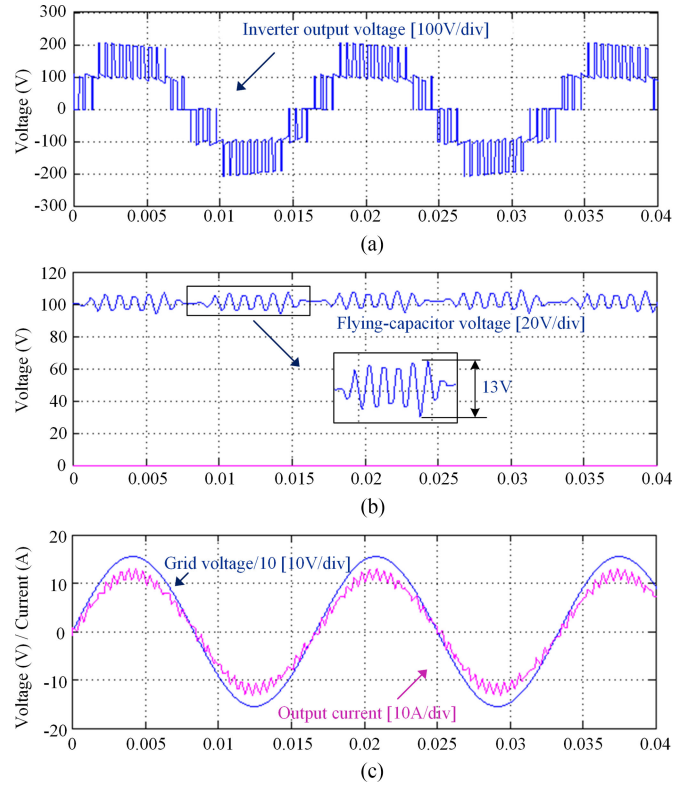 300
200
100
0
-100
-200
-300
Voltage (V)
Inverter output voltage [100V/div]
0 0.005 0.01 0.015 0.02 0.025 0.03 0.035 0.04
(a)
120
100
80
60
40
20
0
Voltage (V)
Flying-capacitor voltage [20V/div]
13V
0 0.005 0.01 0.015 0.02 0.025 0.03 0.035 0.04
(b)
20
10
0
-10
-20
Voltage (V) / Current (A)
Grid voltage/10 [10V/div]
Output current [10A/div]
0 0.005 0.01 0.015 0.02 0.025 0.03 0.035 0.04
(c)